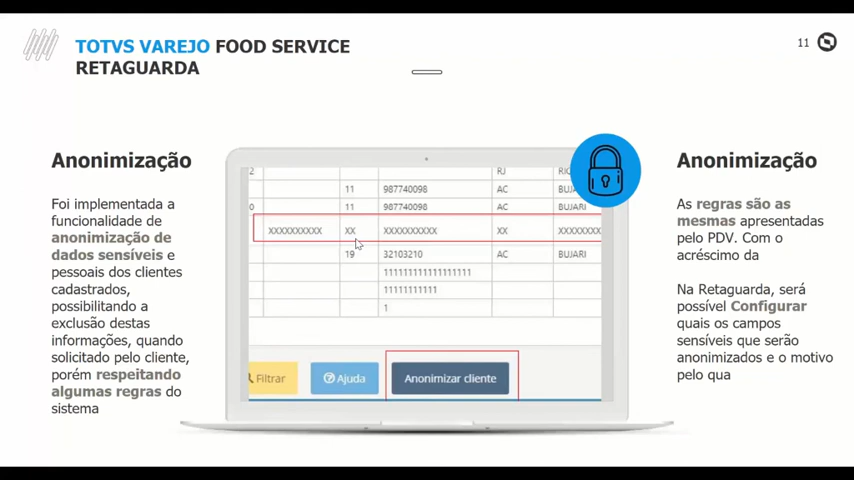 TOTVS VAREJO FOOD SERVICE
RETAGUARDA
11
Anonimização
Foi implementada a
funcionalidade de
anonimização de
dados sensíveis e
pessoais dos clientes
cadastrados,
possibilitando a
exclusão destas
informações, quando
solicitado pelo cliente,
porém respeitando
algumas regras do
sistema
2 RJ
11 987740098 AC BUJARI
0 11 987740098 AC BUJARI
XXXXXXXXXX XX XXXXXXXXXX XX XXXXXXXX
19 32103210 AC BUJARI
111111111111111111
11111111111
1
Filtrar Ajuda Anonimizar cliente
Anonimização
As regras são as
mesmas apresentadas
pelo PDV. Com o
acréscimo da
Na Retaguarda, será
possível Configurar
quais os campos
sensíveis que serão
anonimizados e o motivo
pelo qua